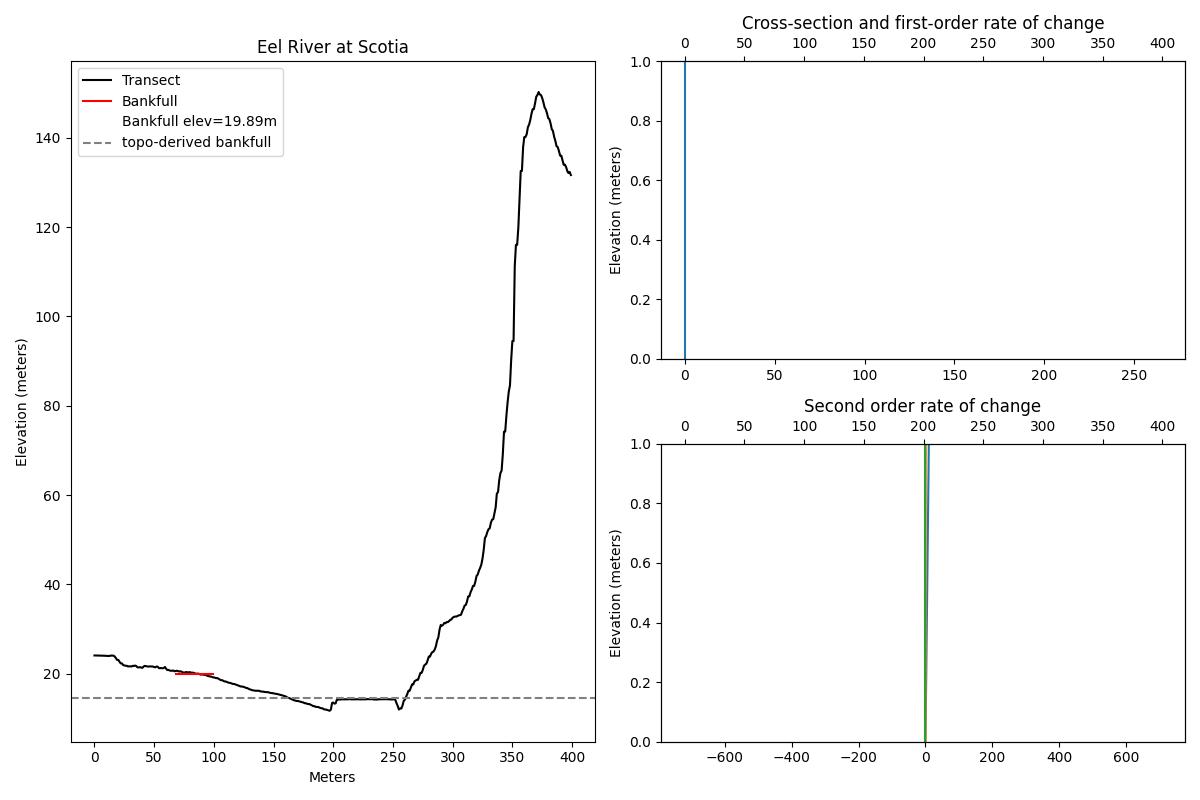 Eel River at Scotia
Transect
Bankfull
Bankfull elev=19.89m
topo-derived bankfull
Elevation (meters)
140
120
100
80
60
40
20
0 50 100 150 200 250 300 350 400
Meters
Cross-section and first-order rate of change
0 50 100 150 200 250 300 350 400
Elevation (meters)
1.0
0.8
0.6
0.4
0.2
0.0
0 50 100 150 200 250
Second order rate of change
0 50 100 150 200 250 300 350 400
Elevation (meters)
1.0
0.8
0.6
0.4
0.2
0.0
−600 −400 −200 0 200 400 600